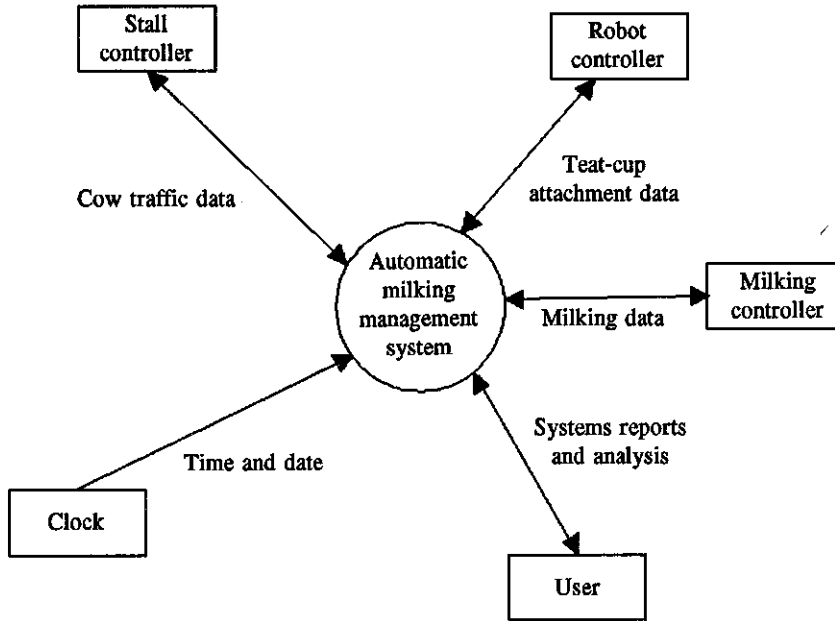 Stall
controller
Robot
controller
Cow traffic data
Teat-cup
attachment data
Automatic
milking
management
system
Milking
controller
Milking data
Time and date
Systems reports
and analysis
Clock
User